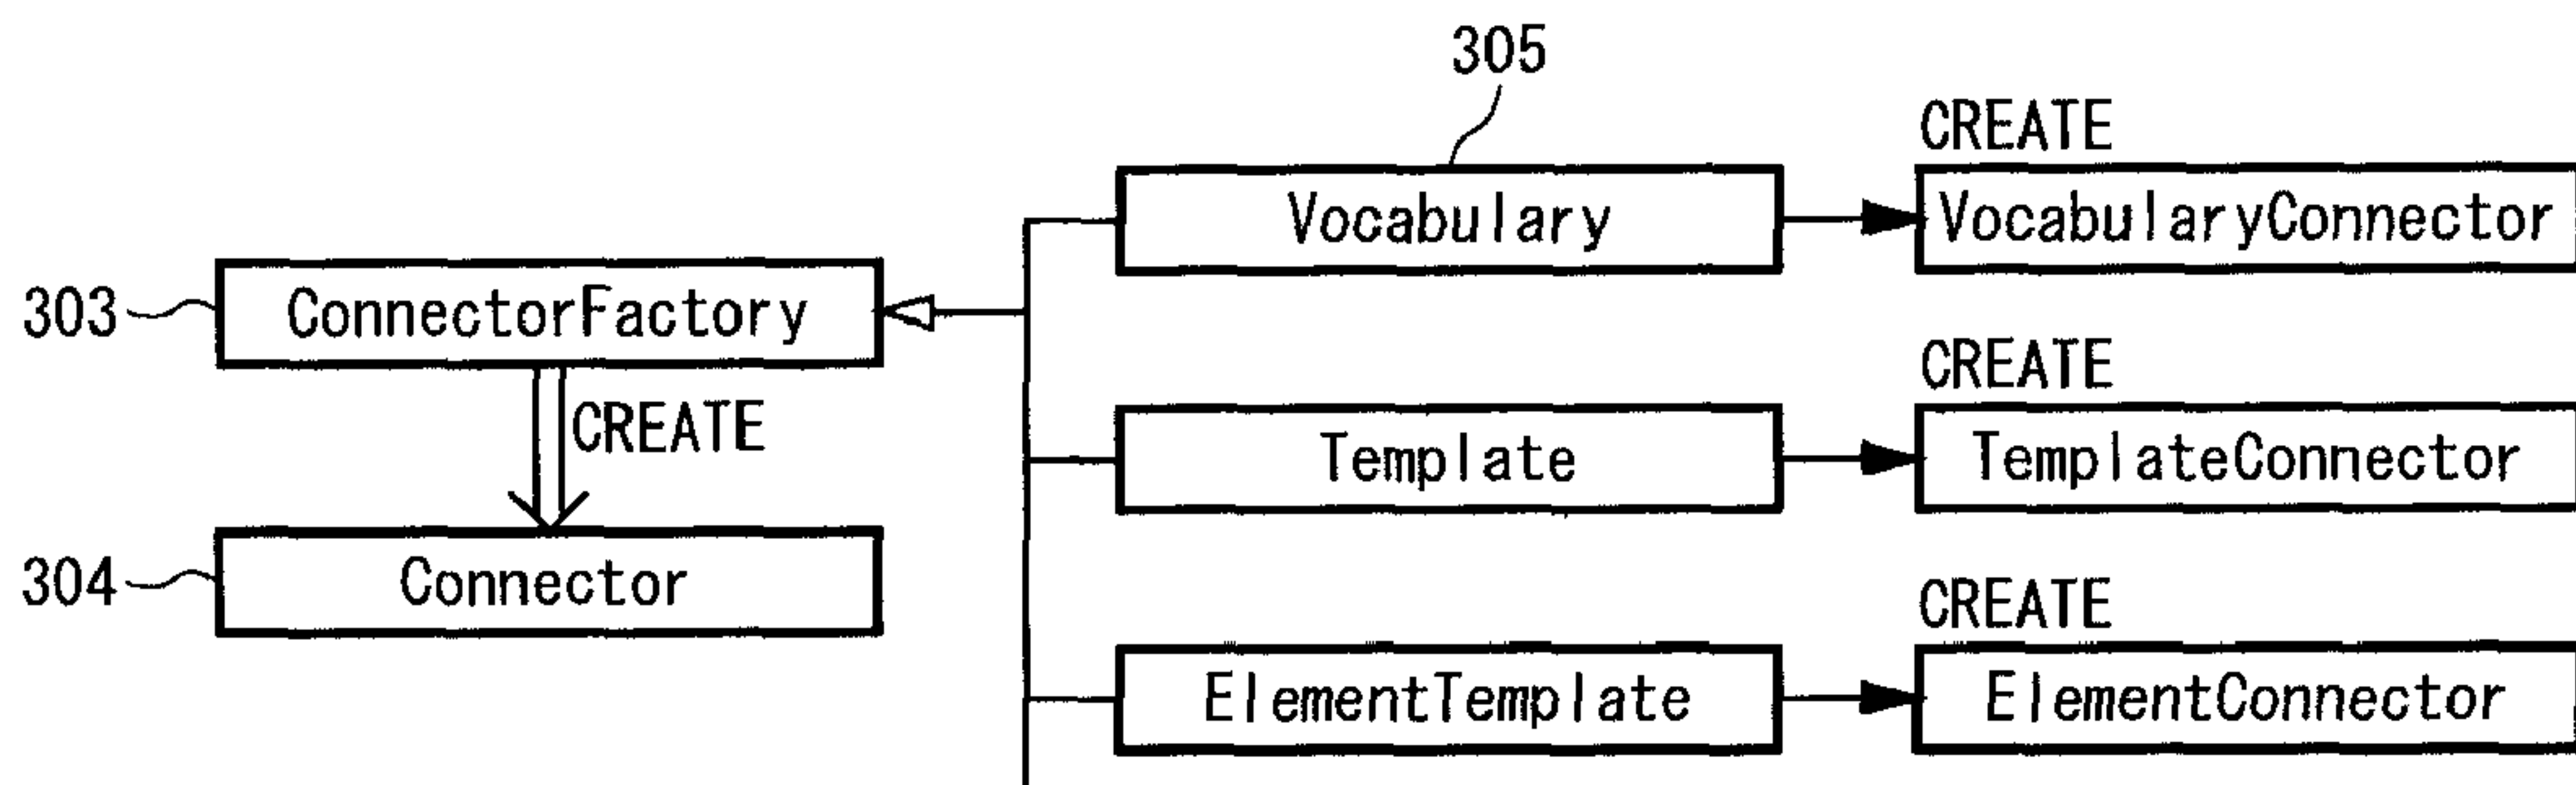 305
CREATE
Vocabulary
VocabularyConnector
303
ConnectorFactory
CREATE
CREATE
Template
TemplateConnector
304
Connector
CREATE
ElementTemplate
ElementConnector